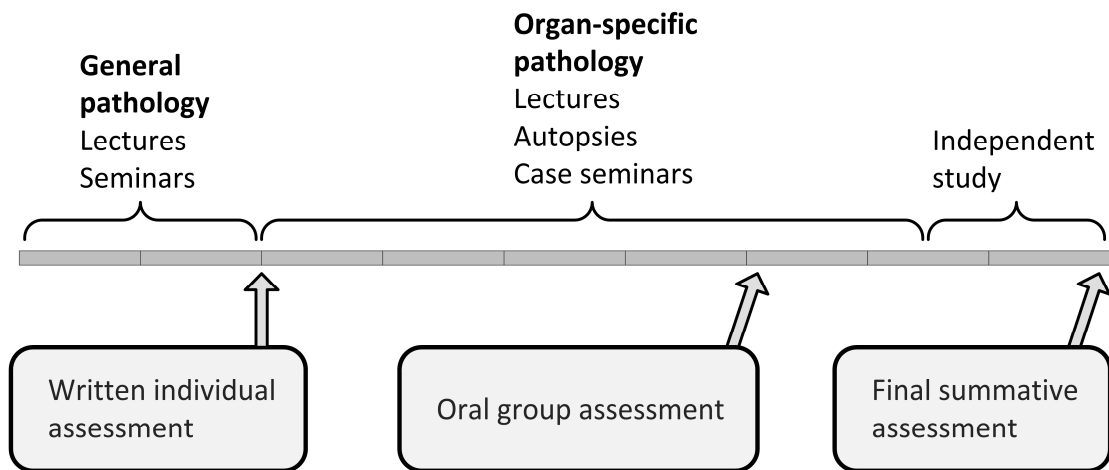 General
pathology
Lectures
Seminars
Organ-specific
pathology
Lectures
Autopsies
Case seminars
Independent
study
Written individual
assessment
Oral group assessment
Final summative
assessment